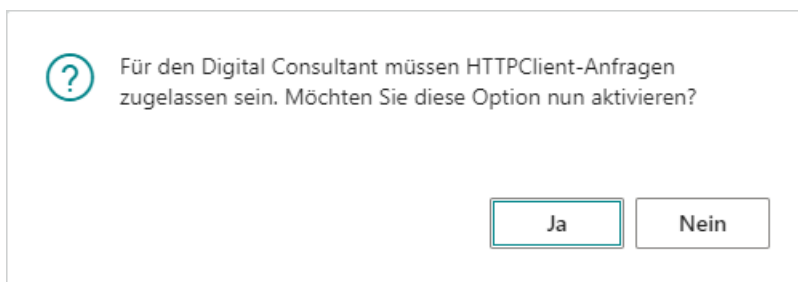 Für den Digital Consultant müssen HTTPClient-Anfragen
zugelassen sein. Möchten Sie diese Option nun aktivieren?
Ja
Nein